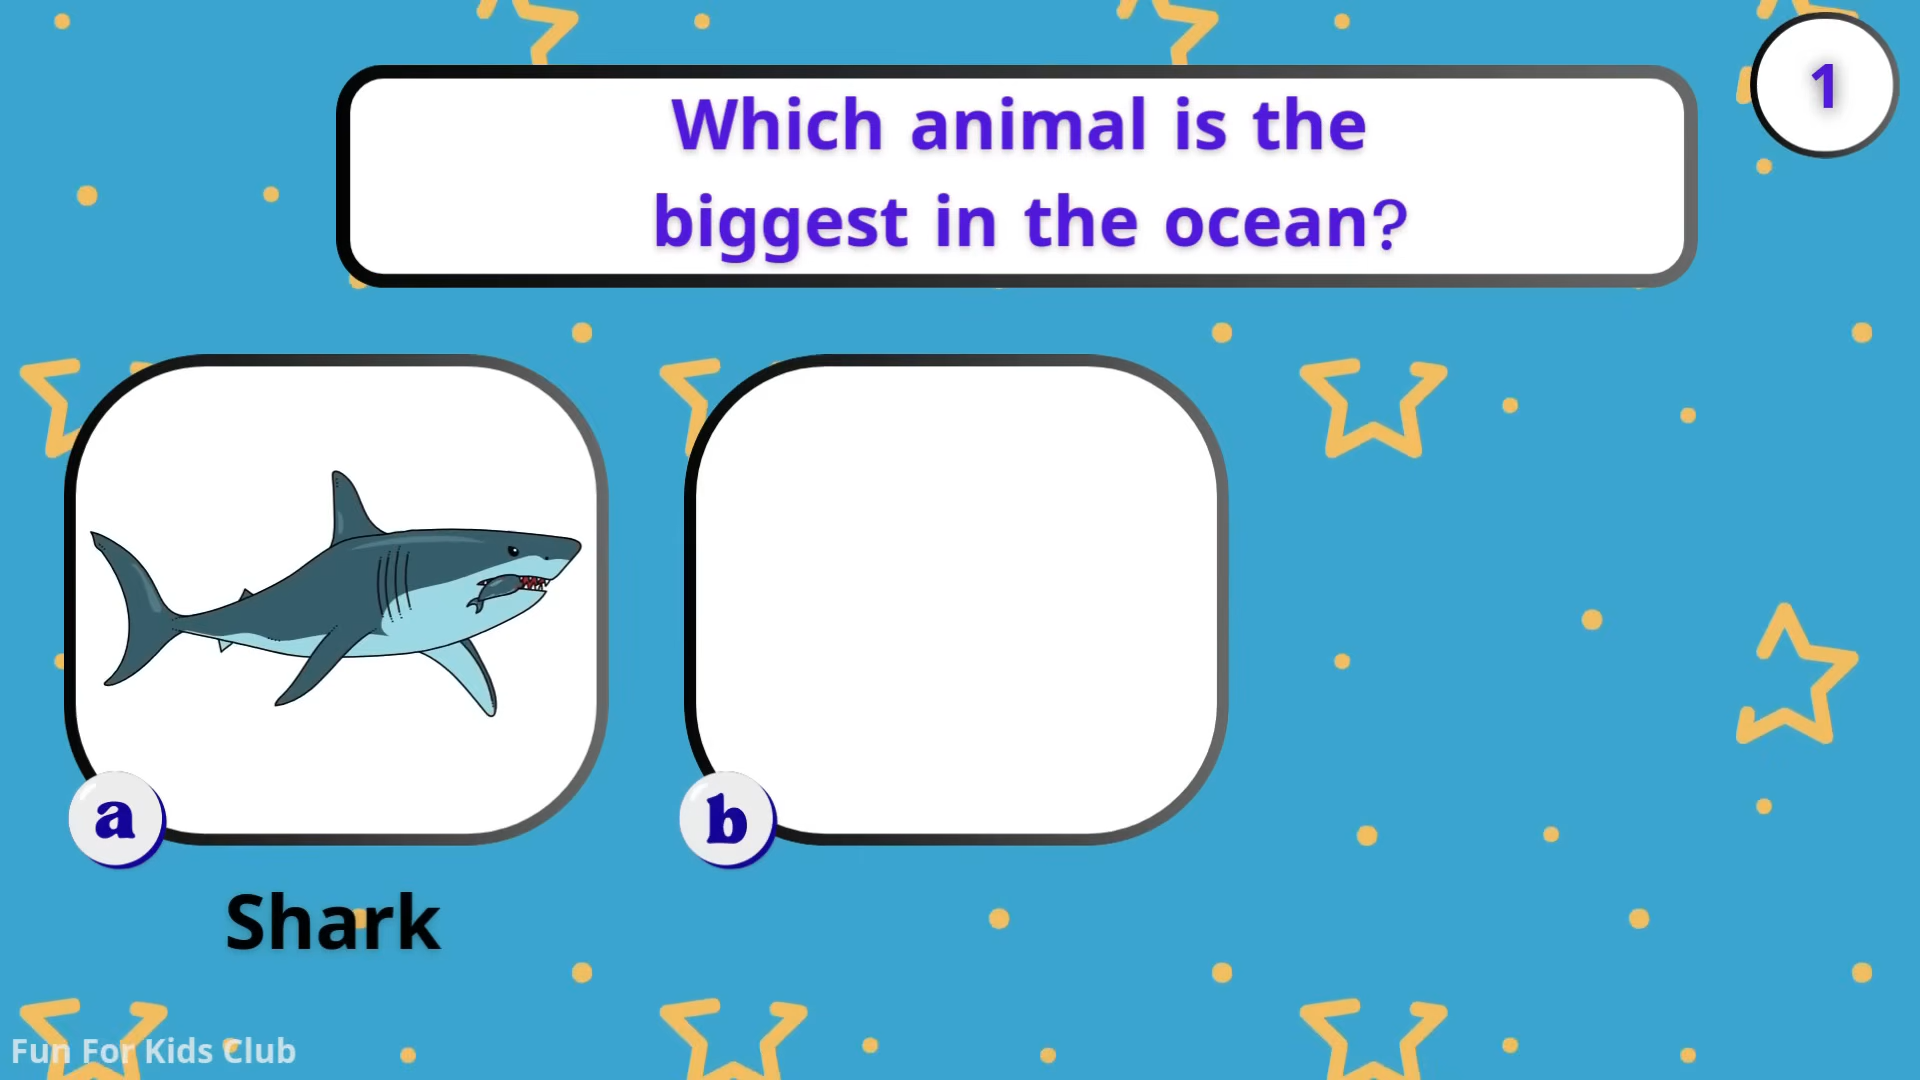 1
Which animal is the
biggest in the ocean?
a
b
Shark
Fun For Kids Club